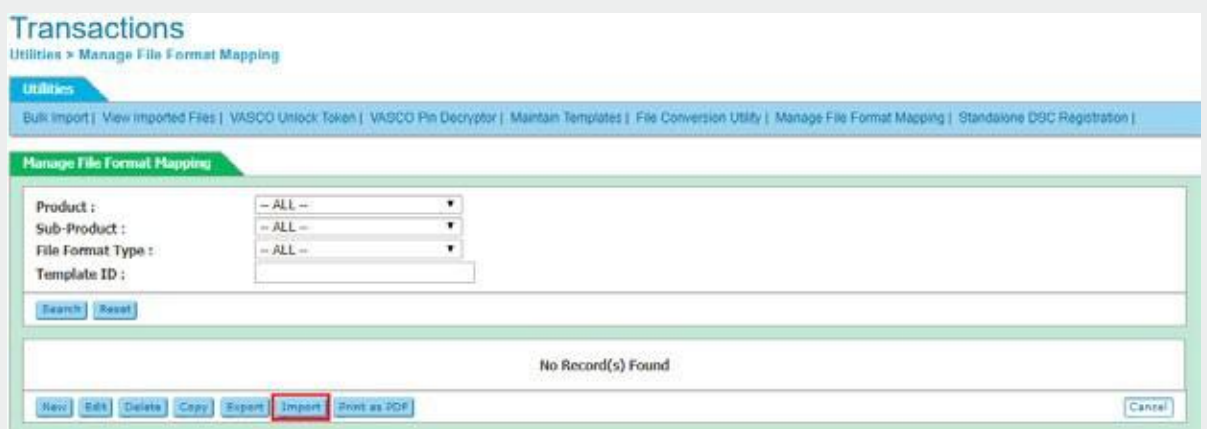 Transactions
Utilities > Manage File Format Mapping
Utilities
Bulk Import | View Imported Files | VASCO Unlock Token | VASCO Pin Decryptor | Maintain Templates | File Conversion Utility | Manage File Format Mapping | Standalone DSC Registration |
Manage File Format Mapping
Product : -- ALL --
Sub-Product : -- ALL --
File Format Type : -- ALL --
Template ID :
Search Reset
No Record(s) Found
New Edit Delete Copy Export Import Print as PDF Cancel